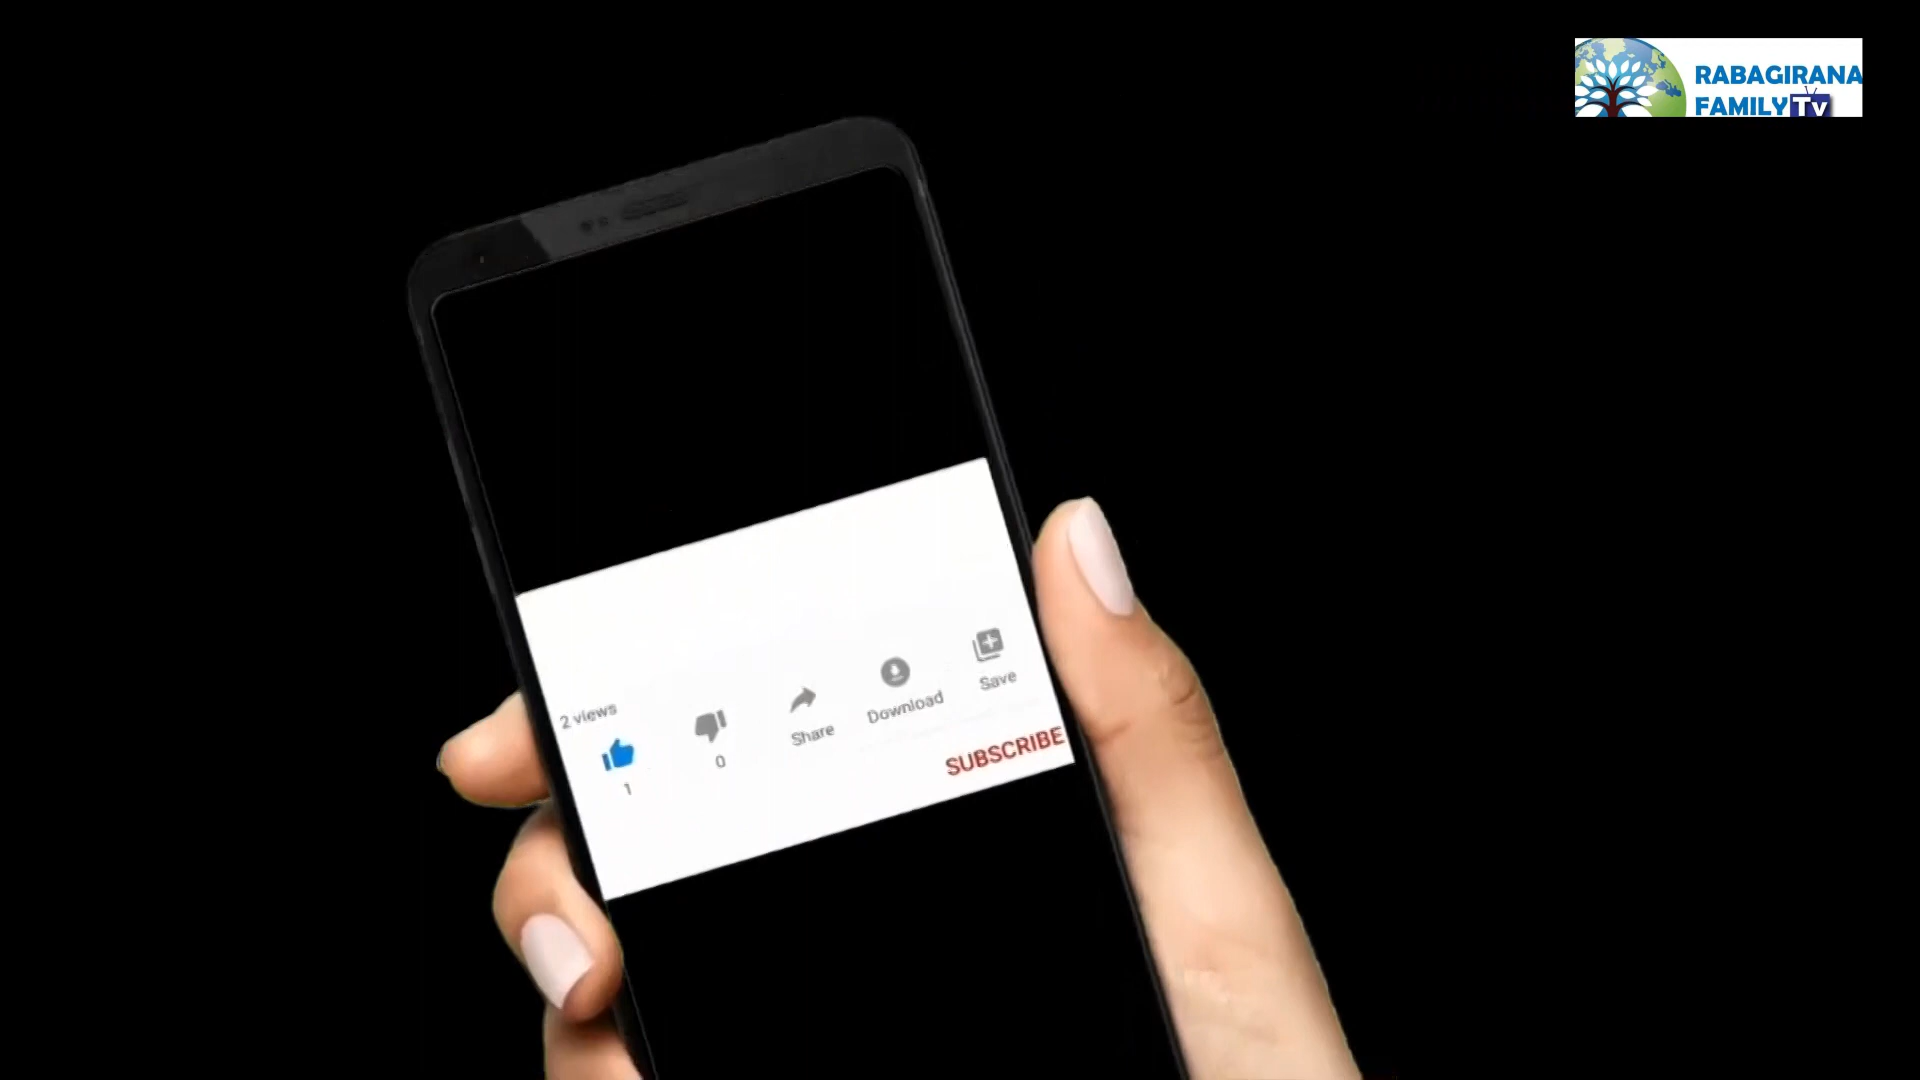 RABAGIRANA
FAMILY Tv
2 views
1
0
Share
Download
Save
SUBSCRIBE